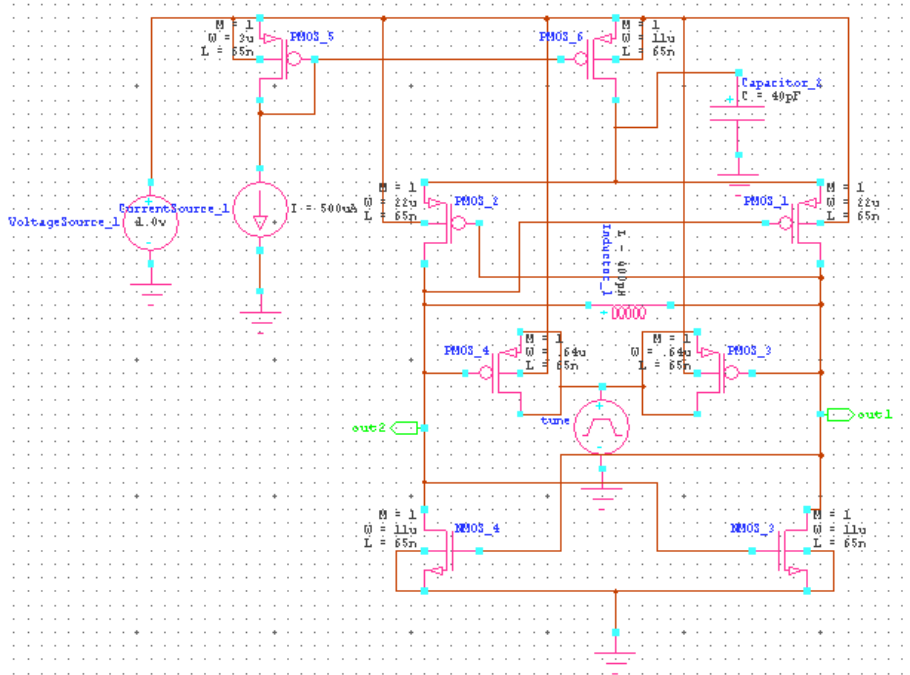 M = 1
W = 3u
L = 65n
PMOS_5
PMOS_6
M = 1
W = 11u
L = 65n
Capacitor_2
C = 40pF
VoltageSource_1
1.0v
CurrentSource_1
I = 500uA
M = 1
W = 22u
L = 65n
PMOS_2
PMOS_1
M = 1
W = 22u
L = 65n
Inductor_1
PMOS_4
M = 1
W = .64u
L = 65n
M = 1
W = .64u
L = 65n
PMOS_3
tune
out2
out1
M = 1
W = 11u
L = 65n
NMOS_4
NMOS_3
M = 1
W = 11u
L = 65n